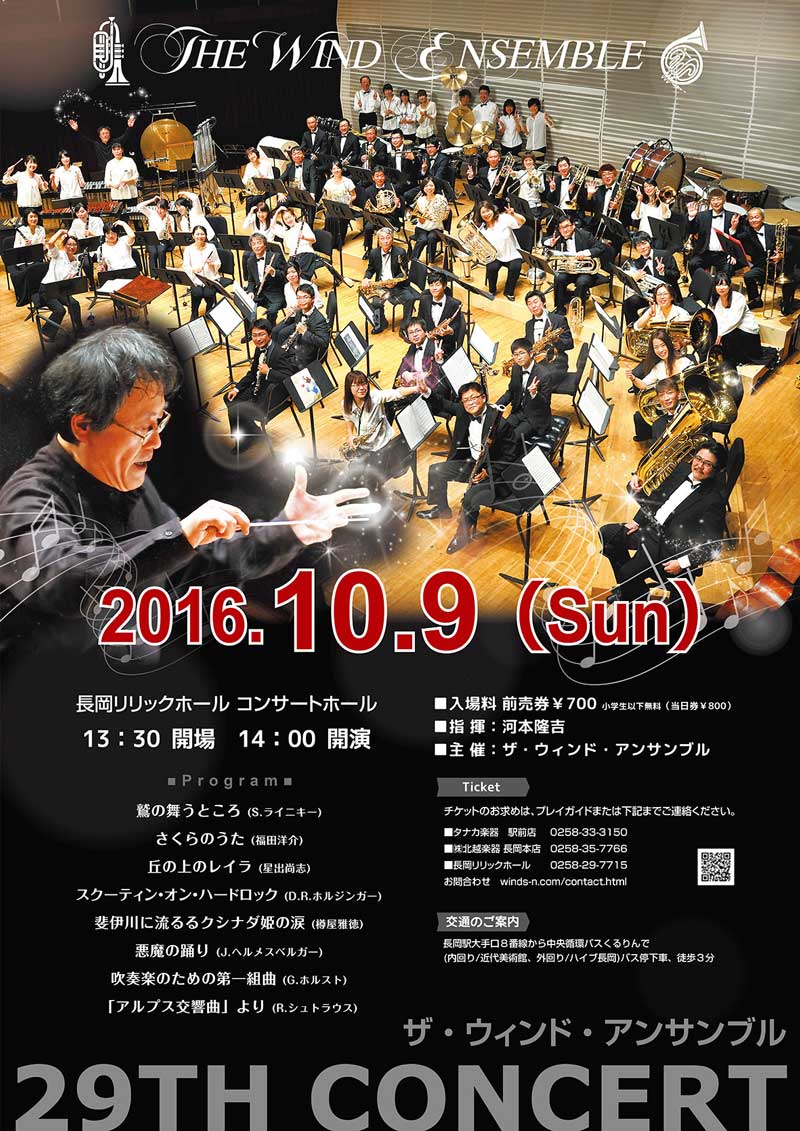 THE WIND ENSEMBLE
2016.10.9（Sun）
長岡リリックホール コンサートホール
13：30 開場　14：00 開演
■Program■
鷲の舞うところ (S.ライニキー)
さくらのうた (福田洋介)
丘の上のレイラ (星出尚志)
スクーティン・オン・ハードロック (D.R.ホルジンガー)
斐伊川に流るるクシナダ姫の涙 (樽屋雅徳)
悪魔の踊り (J.ヘルメスベルガー)
吹奏楽のための第一組曲 (G.ホルスト)
「アルプス交響曲」より (R.シュトラウス)
■入場料 前売券￥700 小学生以下無料（当日券￥800）
■指 揮：河本隆吉
■主 催：ザ・ウィンド・アンサンブル
Ticket
チケットのお求めは、プレイガイドまたは下記までご連絡ください。
■タナカ楽器　駅前店　0258-33-3150
■㈱北越楽器 長岡本店　0258-35-7766
■長岡リリックホール　0258-29-7715
お問合わせ　winds-n.com/contact.html
交通のご案内
長岡駅大手口８番線から中央循環バスくるりんで
(内回り/近代美術館、外回り/ハイブ長岡)バス停下車、徒歩３分
ザ・ウィンド・アンサンブル
29TH CONCERT